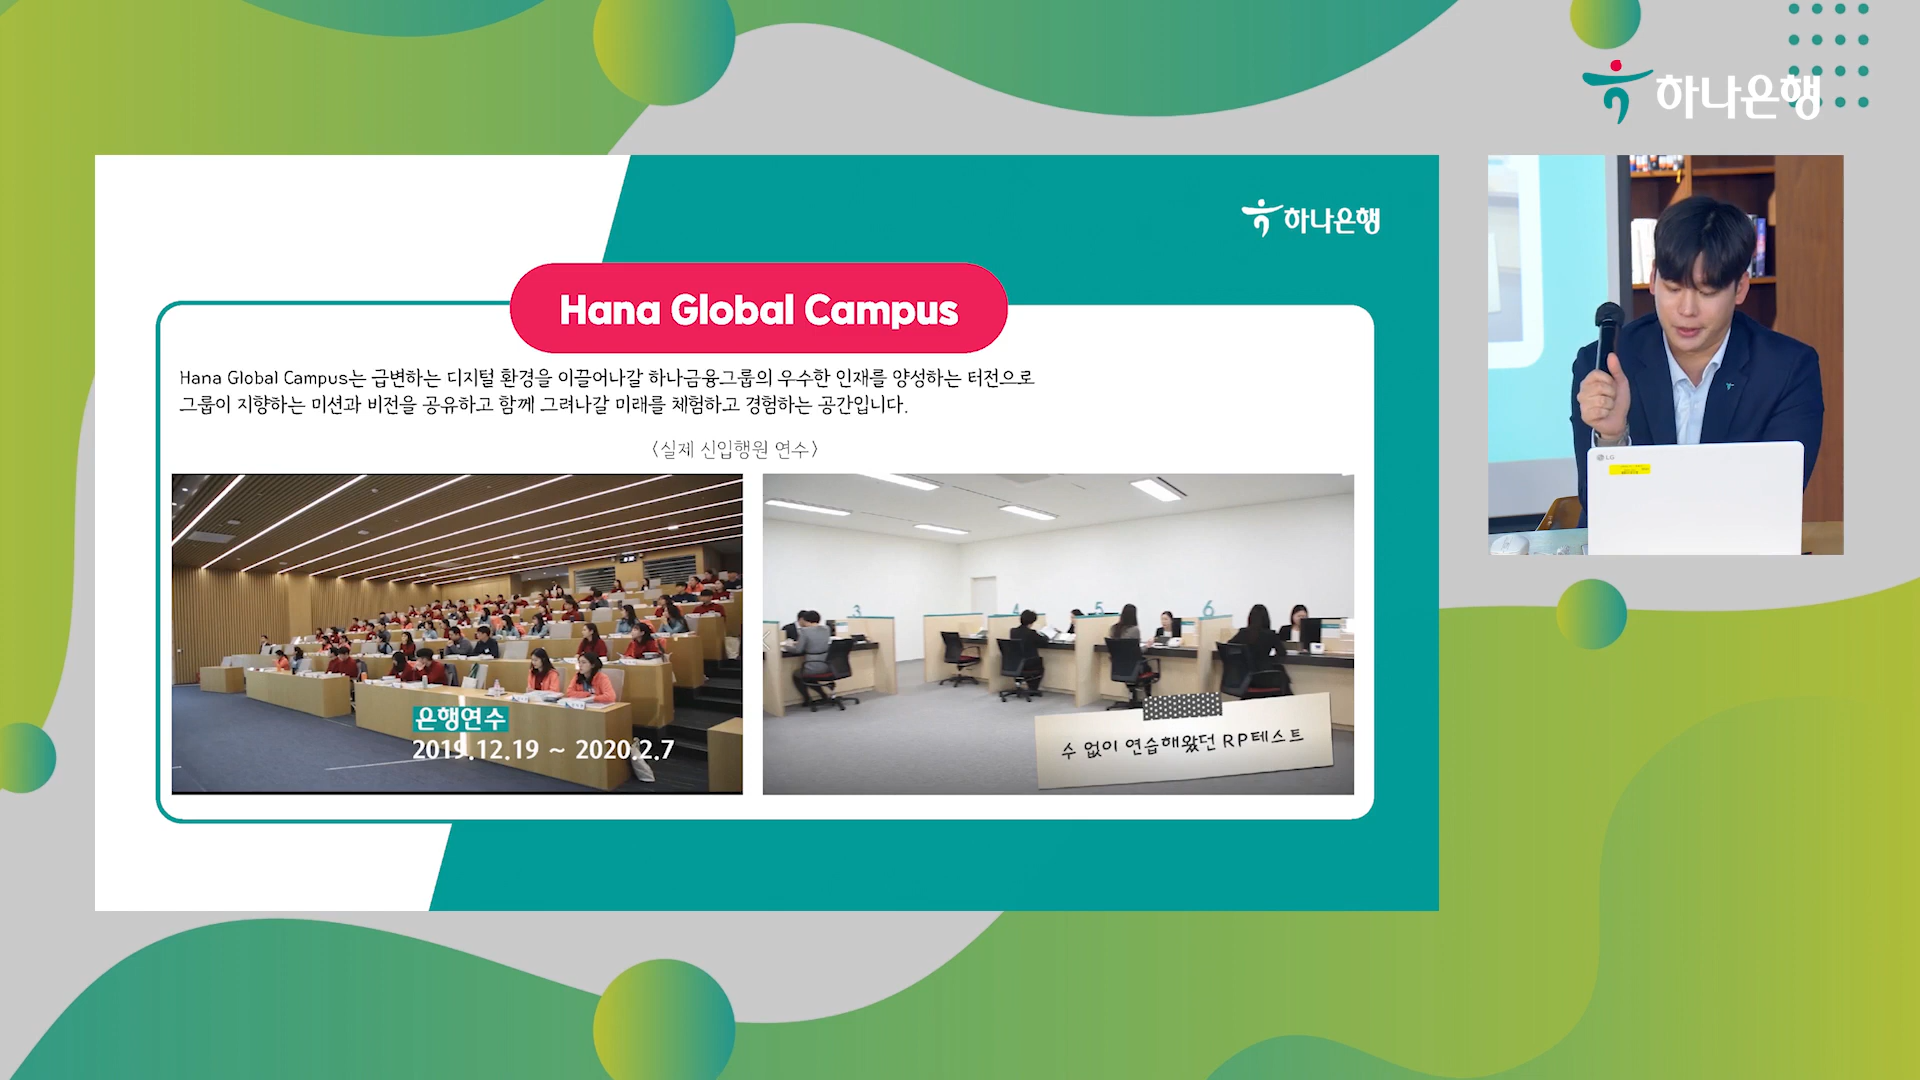 하나은행
하나은행
Hana Global Campus
Hana Global Campus는 급변하는 디지털 환경을 이끌어나갈 하나금융그룹의 우수한 인재를 양성하는 터전으로
그룹이 지향하는 미션과 비전을 공유하고 함께 그려나갈 미래를 체험하고 경험하는 공간입니다.
<실제 신입행원 연수>
은행연수
2019.12.19 ~ 2020.2.7
3 4 5 6
수 없이 연습해왔던 RP테스트
LG